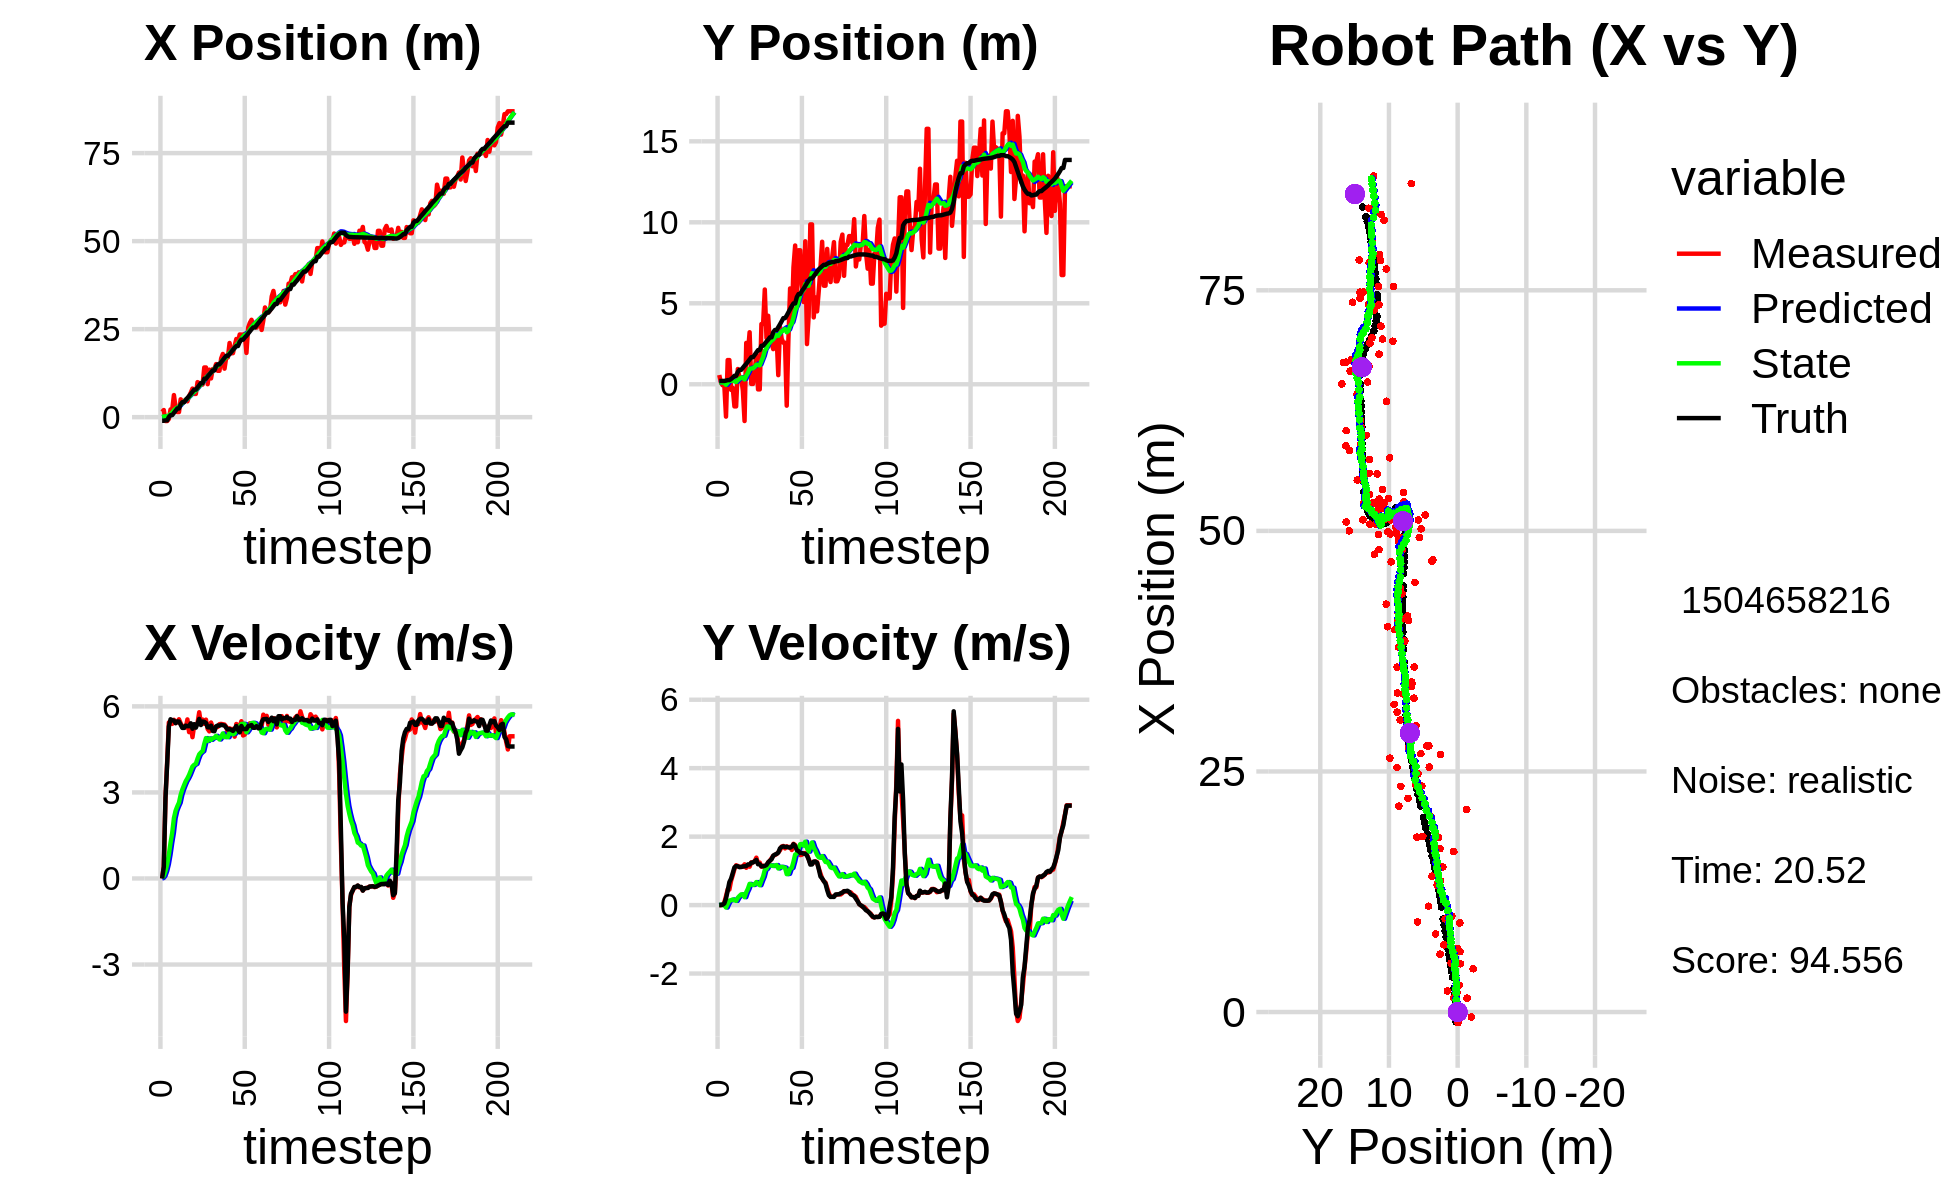 X Position (m)
75
50
25
0
0 50 100 150 200
timestep
Y Position (m)
15
10
5
0
0 50 100 150 200
timestep
X Velocity (m/s)
6
3
0
-3
0 50 100 150 200
timestep
Y Velocity (m/s)
6
4
2
0
-2
0 50 100 150 200
timestep
Robot Path (X vs Y)
X Position (m)
75
50
25
0
20 10 0 -10 -20
Y Position (m)
variable
Measured
Predicted
State
Truth
1504658216
Obstacles: none
Noise: realistic
Time: 20.52
Score: 94.556